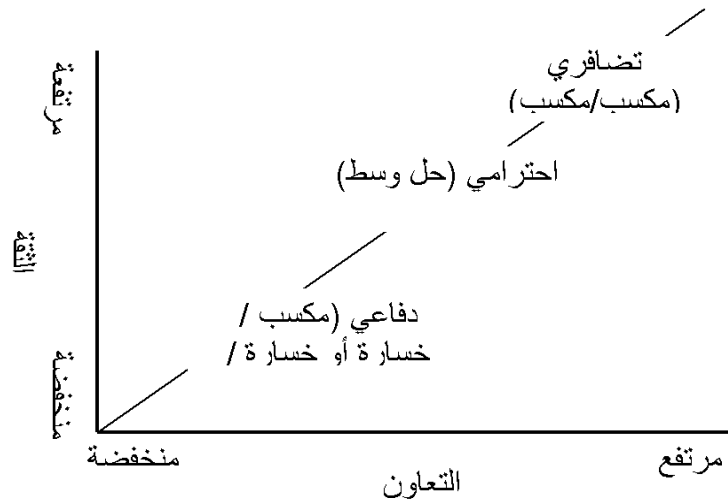 تضافري
(مكسب/مكسب)
احترامي (حل وسط)
دفاعي (مكسب /
خسارة أو خسارة /
مرتفعة
الثقة
منخفضة
منخفضة
مرتفع
التعاون